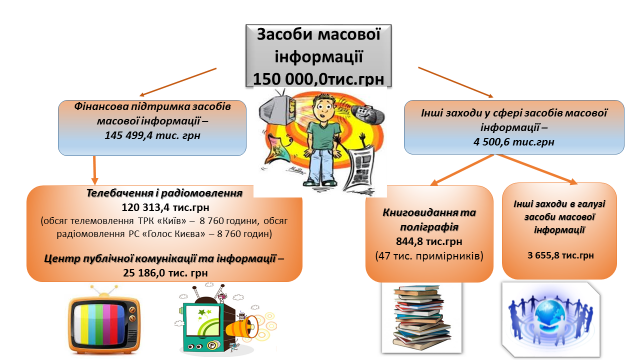 Засоби масової
інформації
150 000,0тис.грн
Фінансова підтримка засобів
масової інформації –
145 499,4 тис. грн
Інші заходи у сфері засобів масової
інформації –
4 500,6 тис.грн
Телебачення і радіомовлення
120 313,4 тис.грн
(обсяг телемовлення ТРК «Київ» – 8 760 години, обсяг
радіомовлення РС «Голос Києва» – 8 760 годин)
Центр публічної комунікації та інформації –
25 186,0 тис. грн
Книговидання та
поліграфія
844,8 тис.грн
(47 тис. примірників)
Інші заходи в галузі
засоби масової
інформації
3 655,8 тис.грн